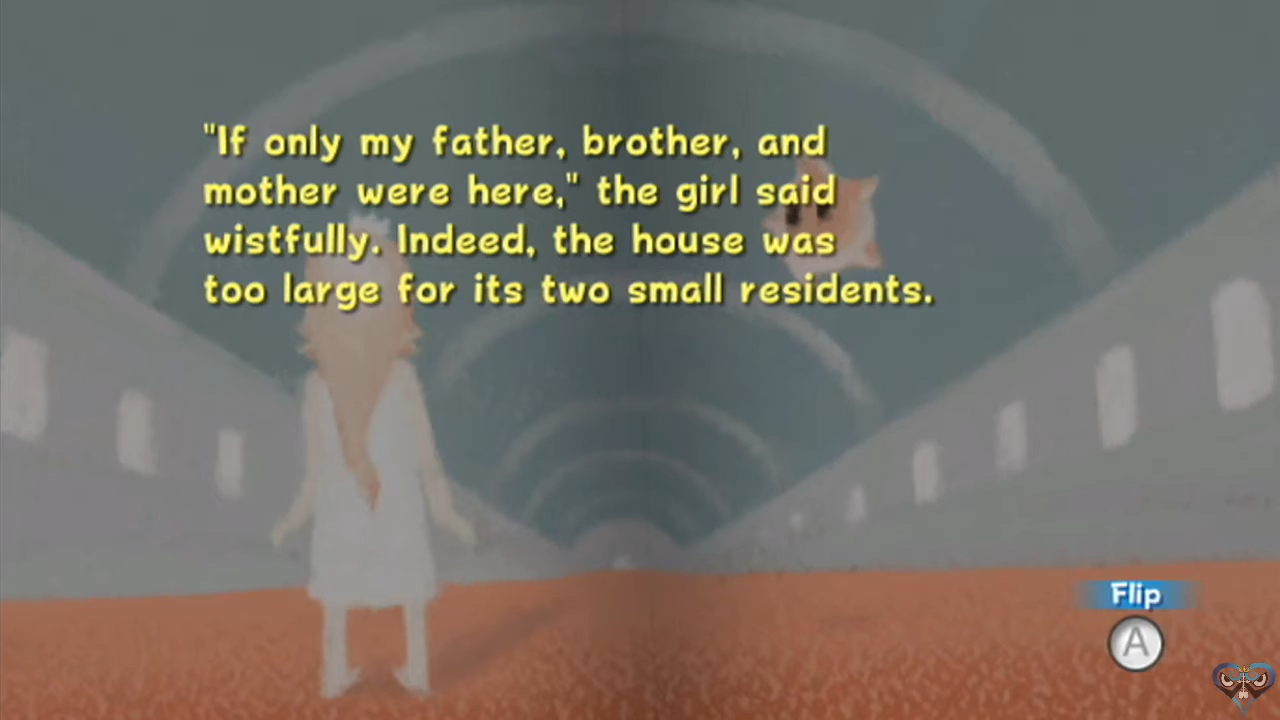 "If only my father, brother, and
mother were here," the girl said
wistfully. Indeed, the house was
too large for its two small residents.
Flip
A